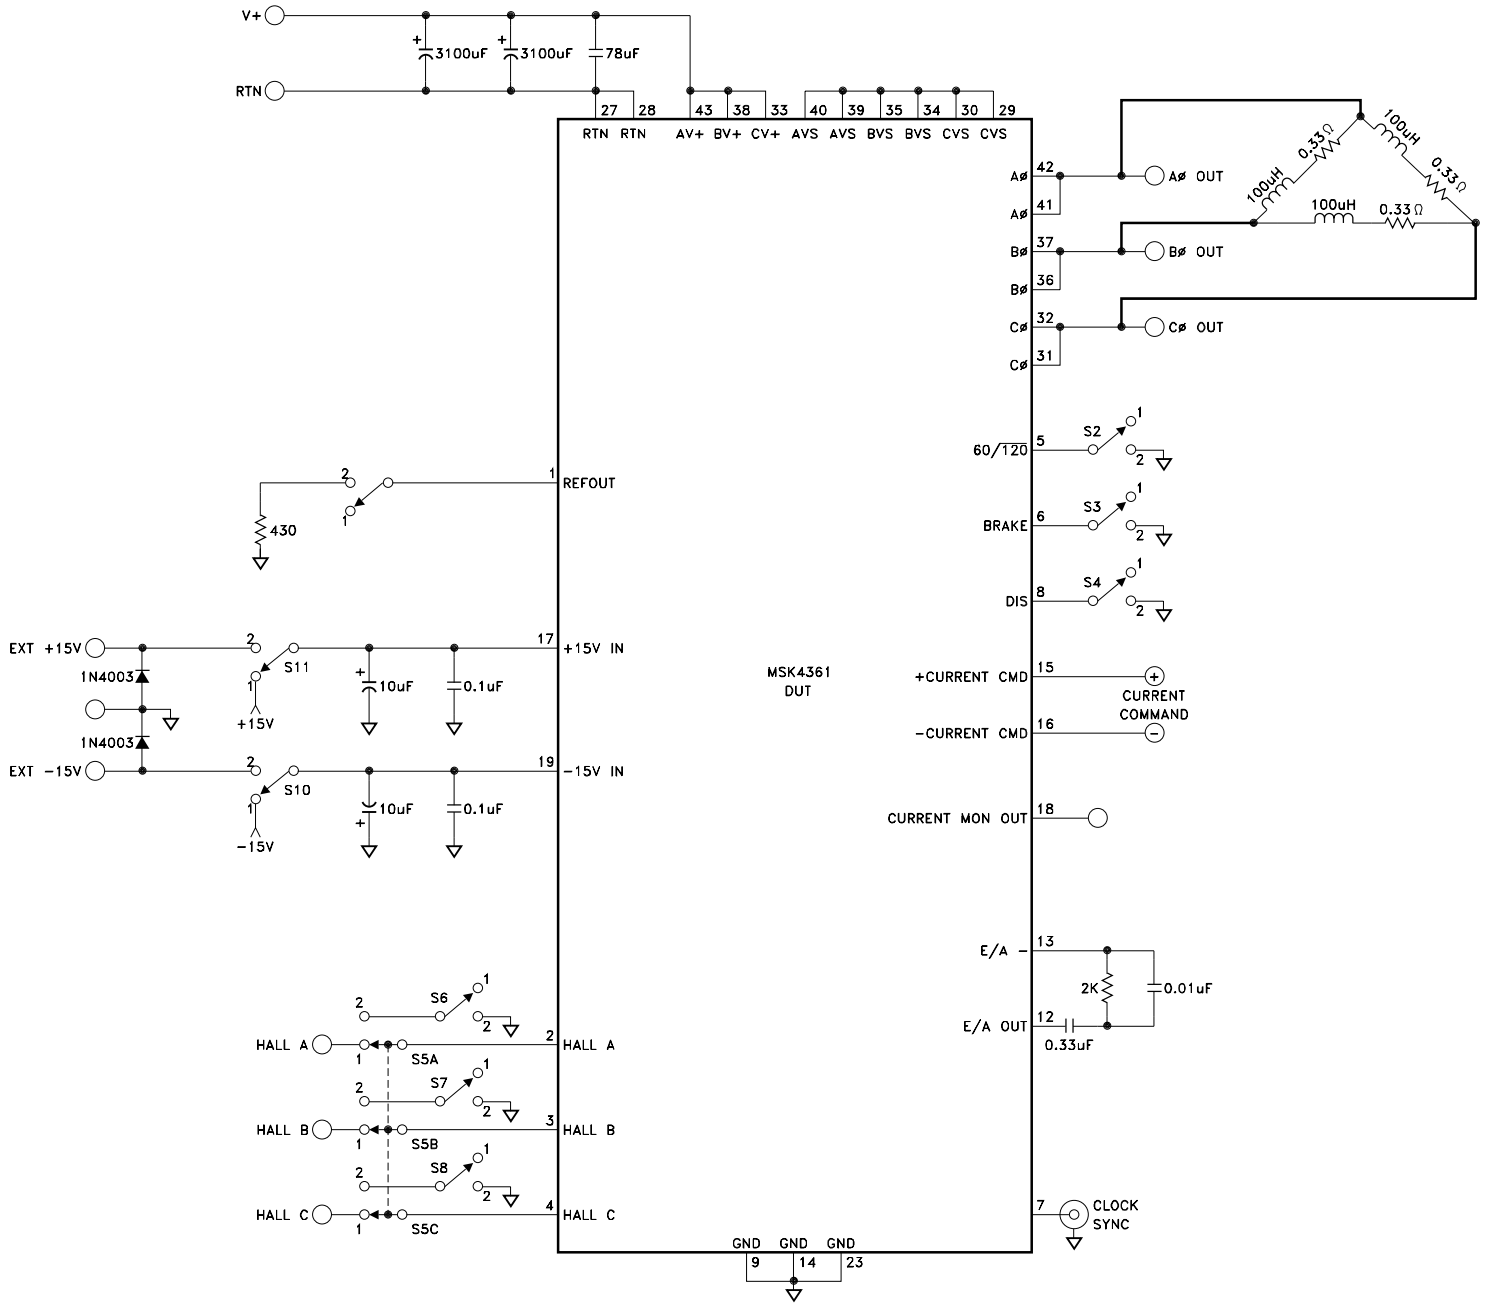 V+
+
3100uF
+
3100uF
78uF
RTN
27
28
43
38
33
40
39
35
34
30
29
RTN
RTN
AV+
BV+
CV+
AVS
AVS
BVS
BVS
CVS
CVS
100uH
0.33Ω
0.33Ω
100uH
100uH
0.33Ω
AØ
42
AØ OUT
AØ
41
BØ
37
BØ OUT
BØ
36
CØ
32
CØ OUT
CØ
31
60/120
5
S2
1
2
2
1
430
1
REFOUT
BRAKE
6
S3
1
2
DIS
8
S4
1
2
EXT +15V
1N4003
2
1
S11
+15V
+
10uF
0.1uF
17
+15V IN
1N4003
EXT -15V
2
1
S10
-15V
10uF
+
0.1uF
19
-15V IN
MSK4361
DUT
+CURRENT CMD
15
+
CURRENT
COMMAND
-CURRENT CMD
16
-
CURRENT MON OUT
18
E/A -
13
2K
0.01uF
E/A OUT
12
0.33uF
2
S6
1
2
HALL A
1
S5A
2
HALL A
2
S7
1
2
HALL B
1
S5B
3
HALL B
2
S8
1
2
HALL C
1
S5C
4
HALL C
7
CLOCK
SYNC
GND
GND
GND
9
14
23